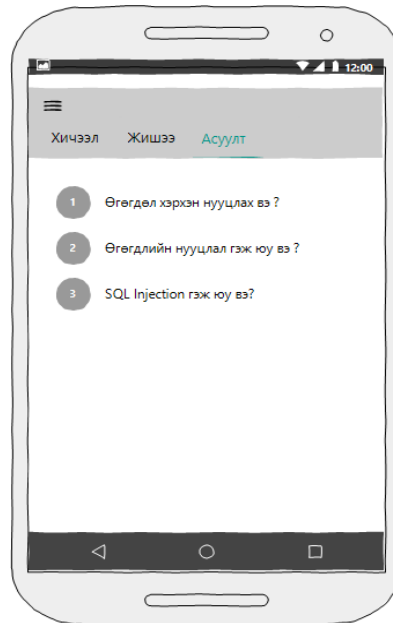 12:00
Хичээл Жишээ Асуулт
1 Өгөгдөл хэрхэн нууцлах вэ ?
2 Өгөгдлийн нууцлал гэж юу вэ ?
3 SQL Injection гэж юу вэ?